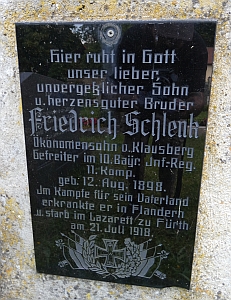 Hier ruht in Gott
unser lieber,
unvergeßlicher Sohn
u. herzensguter Bruder
Friedrich Schlenk
Ökonomensohn v. Klausberg
Gefreiter im 10. Bayr. Inf-Reg.
11. Komp.
geb. 12. Aug. 1898.
Im Kampfe für sein Vaterland
erkrankte er in Flandern
u. starb im Lazarett zu Fürth
am 21. Juli 1918.